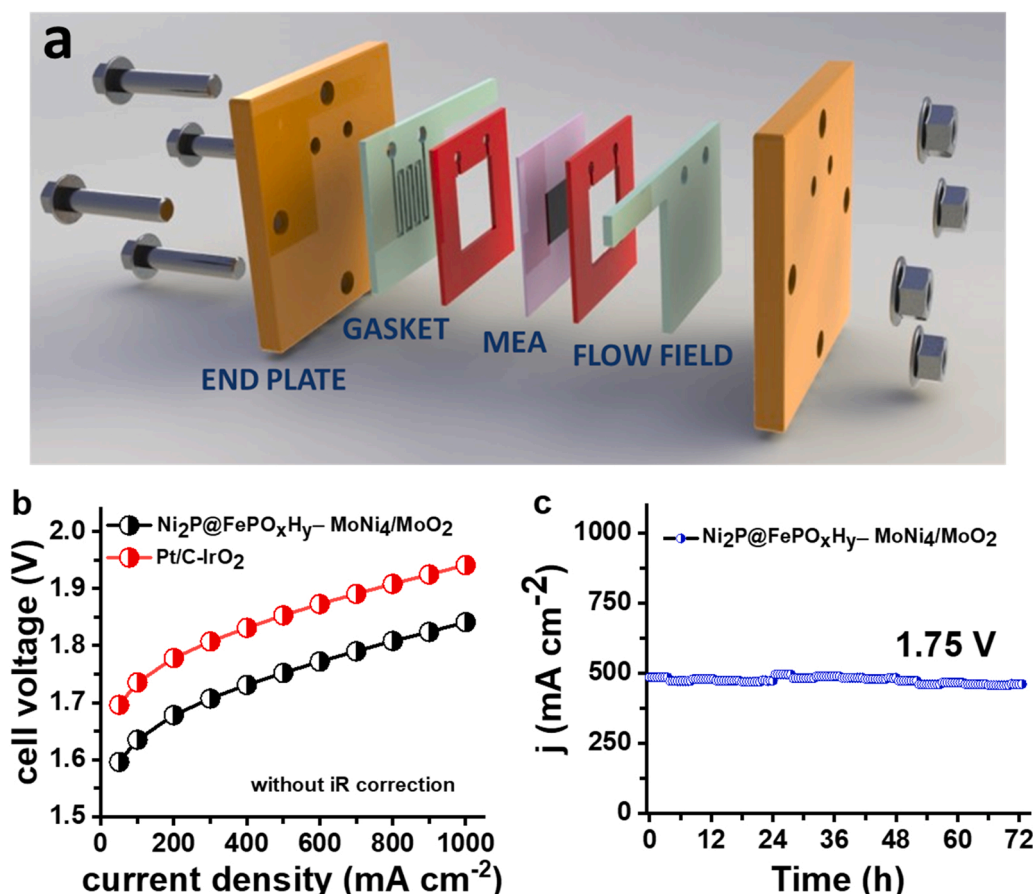 a
GASKET
MEA
FLOW FIELD
END PLATE
b
Ni₂P@FePOₓHᵧ– MoNi₄/MoO₂
Pt/C-IrO₂
2.0
1.9
1.8
1.7
1.6
1.5
cell voltage (V)
without iR correction
0 200 400 600 800 1000
current density (mA cm⁻²)
c
Ni₂P@FePOₓHᵧ– MoNi₄/MoO₂
1000
750
500
250
0
j (mA cm⁻²)
1.75 V
0 12 24 36 48 60 72
Time (h)